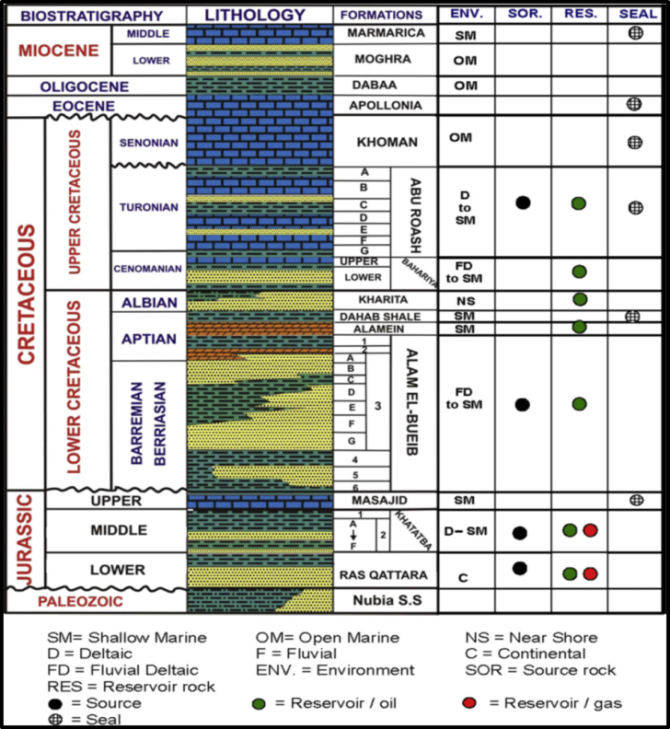 BIOSTRATIGRAPHY LITHOLOGY FORMATIONS ENV. SOR. RES. SEAL
MIOCENE
MIDDLE MARMARICA SM
LOWER MOGHRA OM
OLIGOCENE DABAA OM
EOCENE APOLLONIA
CRETACEOUS
UPPER CRETACEOUS
SENONIAN KHOMAN OM
TURONIAN
A
B
C
D
E
F
G
ABU ROASH
D
to
SM
CENOMANIAN
UPPER
LOWER
BAHARIYA
FD
to SM
LOWER CRETACEOUS
ALBIAN KHARITA NS
APTIAN
DAHAB SHALE SM
ALAMEIN SM
BARREMIAN
BERRIASIAN
1
2
A
B
C
D
E
F
G
3
4
5
6
ALAM EL-BUEIB
FD
to SM
JURASSIC
UPPER MASAJID SM
MIDDLE
1
A
F
2
KHATATBA
D–SM
LOWER RAS QATTARA C
PALEOZOIC Nubia S.S
SM= Shallow Marine OM= Open Marine NS = Near Shore
D = Deltaic F = Fluvial C = Continental
FD = Fluvial Deltaic ENV. = Environment SOR = Source rock
RES = Reservoir rock
= Source = Reservoir / oil = Reservoir / gas
= Seal